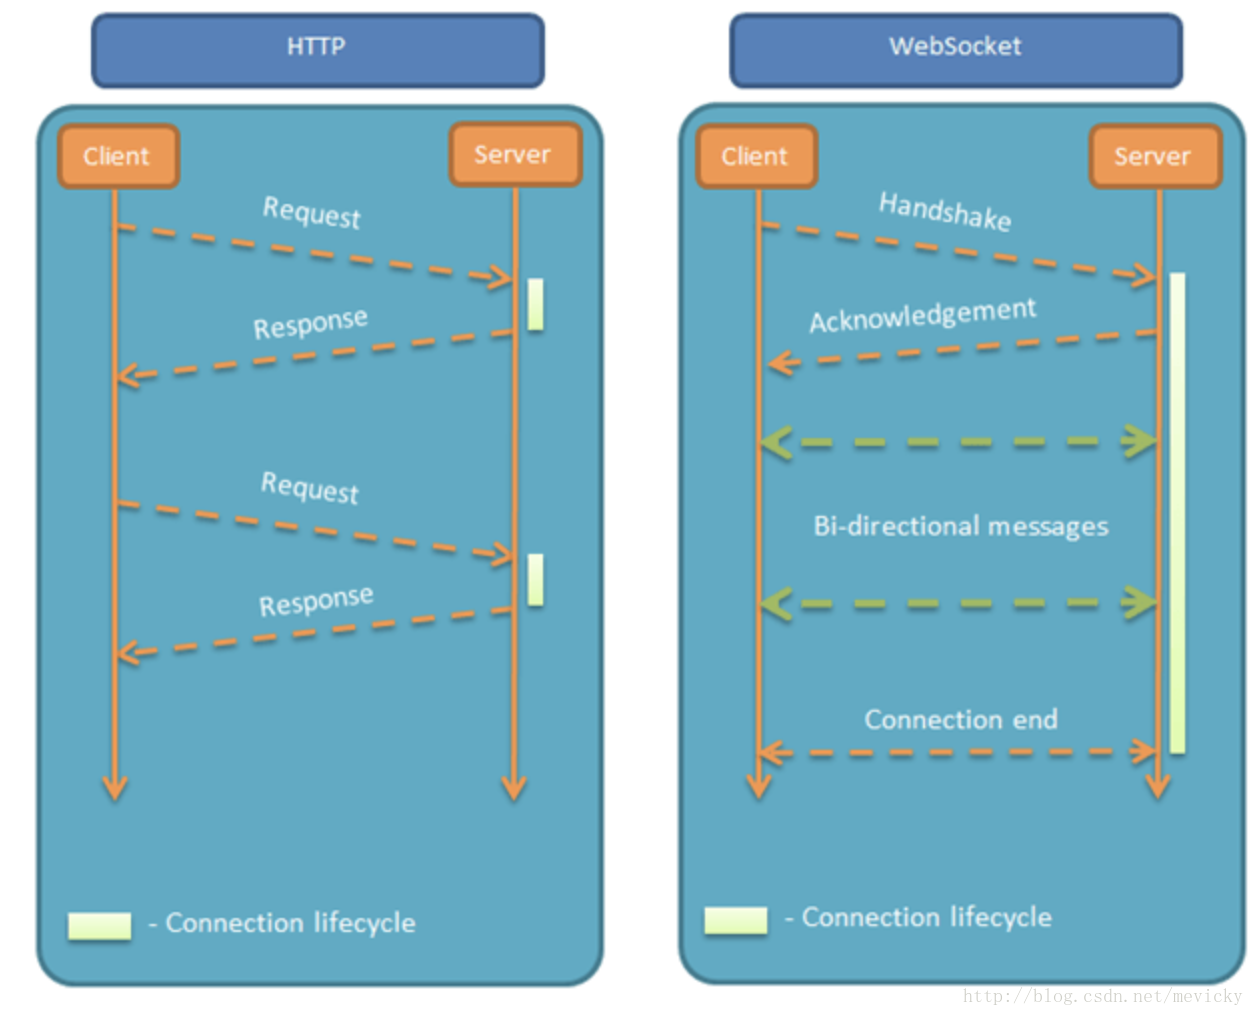 HTTP
Client
Server
Request
Response
Request
Response
- Connection lifecycle
WebSocket
Client
Server
Handshake
Acknowledgement
Bi-directional messages
Connection end
- Connection lifecycle
http://blog.csdn.net/mevicky